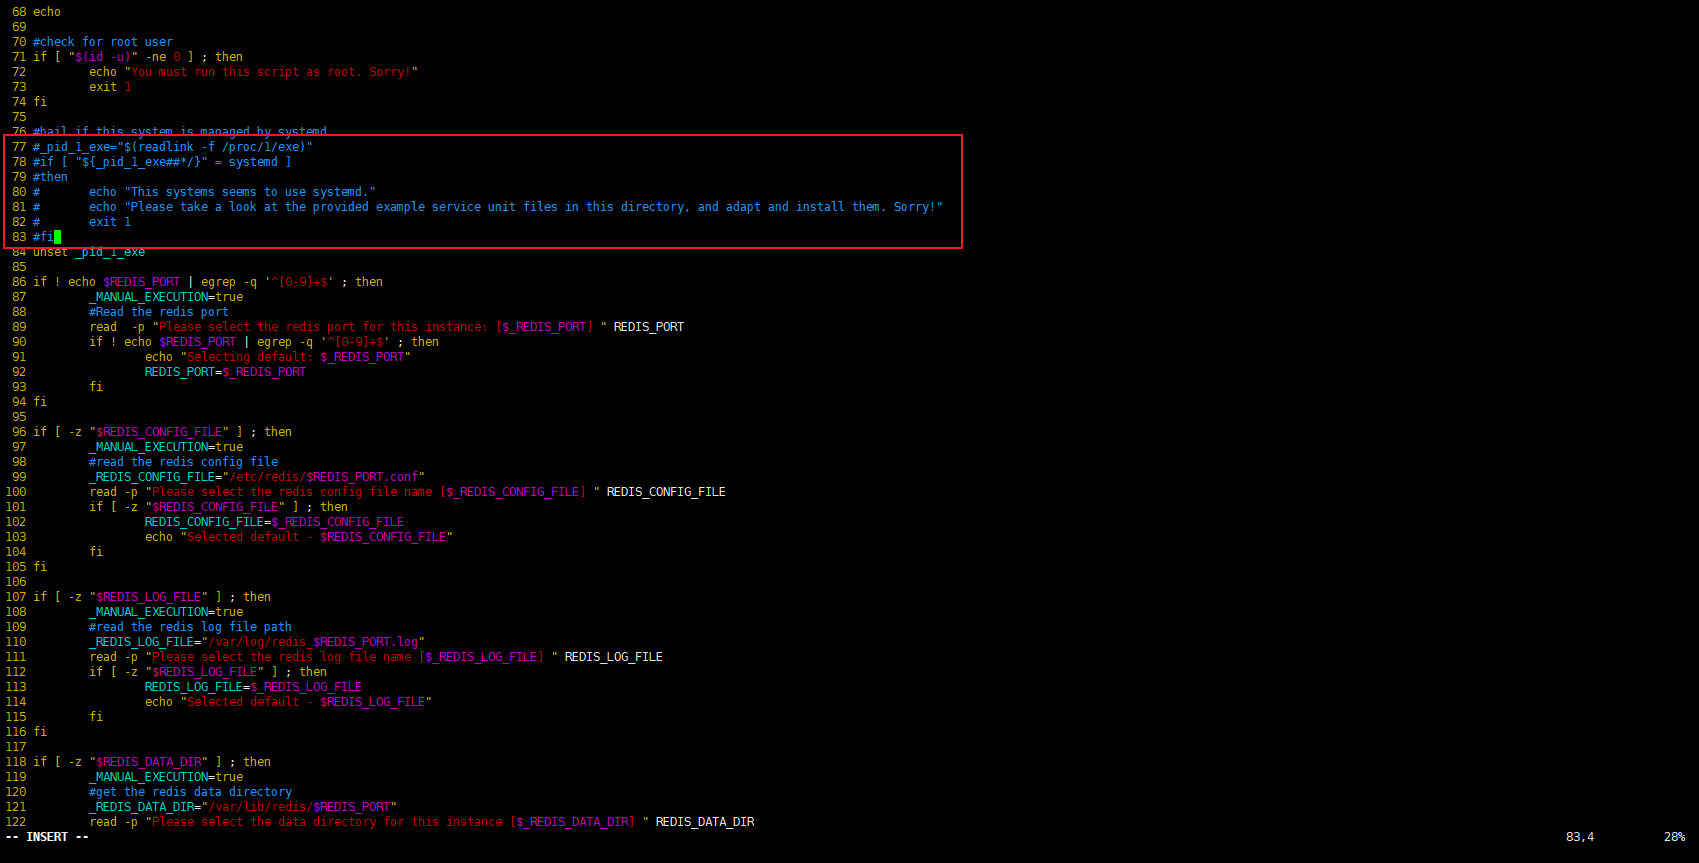 68 echo
69
70 #check for root user
71 if [ "$(id -u)" -ne 0 ] ; then
72         echo "You must run this script as root. Sorry!"
73         exit 1
74 fi
75
76 #bail if this system is managed by systemd
77 #_pid_1_exe="$(readlink -f /proc/1/exe)"
78 #if [ "${_pid_1_exe##*/}" = systemd ]
79 #then
80 #       echo "This systems seems to use systemd."
81 #       echo "Please take a look at the provided example service unit files in this directory, and adapt and install them. Sorry!"
82 #       exit 1
83 #fi
84 unset _pid_1_exe
85
86 if ! echo $REDIS_PORT | egrep -q '^[0-9]+$' ; then
87         _MANUAL_EXECUTION=true
88         #Read the redis port
89         read  -p "Please select the redis port for this instance: [$_REDIS_PORT] " REDIS_PORT
90         if ! echo $REDIS_PORT | egrep -q '^[0-9]+$' ; then
91                 echo "Selecting default: $_REDIS_PORT"
92                 REDIS_PORT=$_REDIS_PORT
93         fi
94 fi
95
96 if [ -z "$REDIS_CONFIG_FILE" ] ; then
97         _MANUAL_EXECUTION=true
98         #read the redis config file
99         _REDIS_CONFIG_FILE="/etc/redis/$REDIS_PORT.conf"
100         read -p "Please select the redis config file name [$_REDIS_CONFIG_FILE] " REDIS_CONFIG_FILE
101         if [ -z "$REDIS_CONFIG_FILE" ] ; then
102                 REDIS_CONFIG_FILE=$_REDIS_CONFIG_FILE
103                 echo "Selected default - $REDIS_CONFIG_FILE"
104         fi
105 fi
106
107 if [ -z "$REDIS_LOG_FILE" ] ; then
108         _MANUAL_EXECUTION=true
109         #read the redis log file path
110         _REDIS_LOG_FILE="/var/log/redis_$REDIS_PORT.log"
111         read -p "Please select the redis log file name [$_REDIS_LOG_FILE] " REDIS_LOG_FILE
112         if [ -z "$REDIS_LOG_FILE" ] ; then
113                 REDIS_LOG_FILE=$_REDIS_LOG_FILE
114                 echo "Selected default - $REDIS_LOG_FILE"
115         fi
116 fi
117
118 if [ -z "$REDIS_DATA_DIR" ] ; then
119         _MANUAL_EXECUTION=true
120         #get the redis data directory
121         _REDIS_DATA_DIR="/var/lib/redis/$REDIS_PORT"
122         read -p "Please select the data directory for this instance [$_REDIS_DATA_DIR] " REDIS_DATA_DIR
-- INSERT --                    83,4          28%